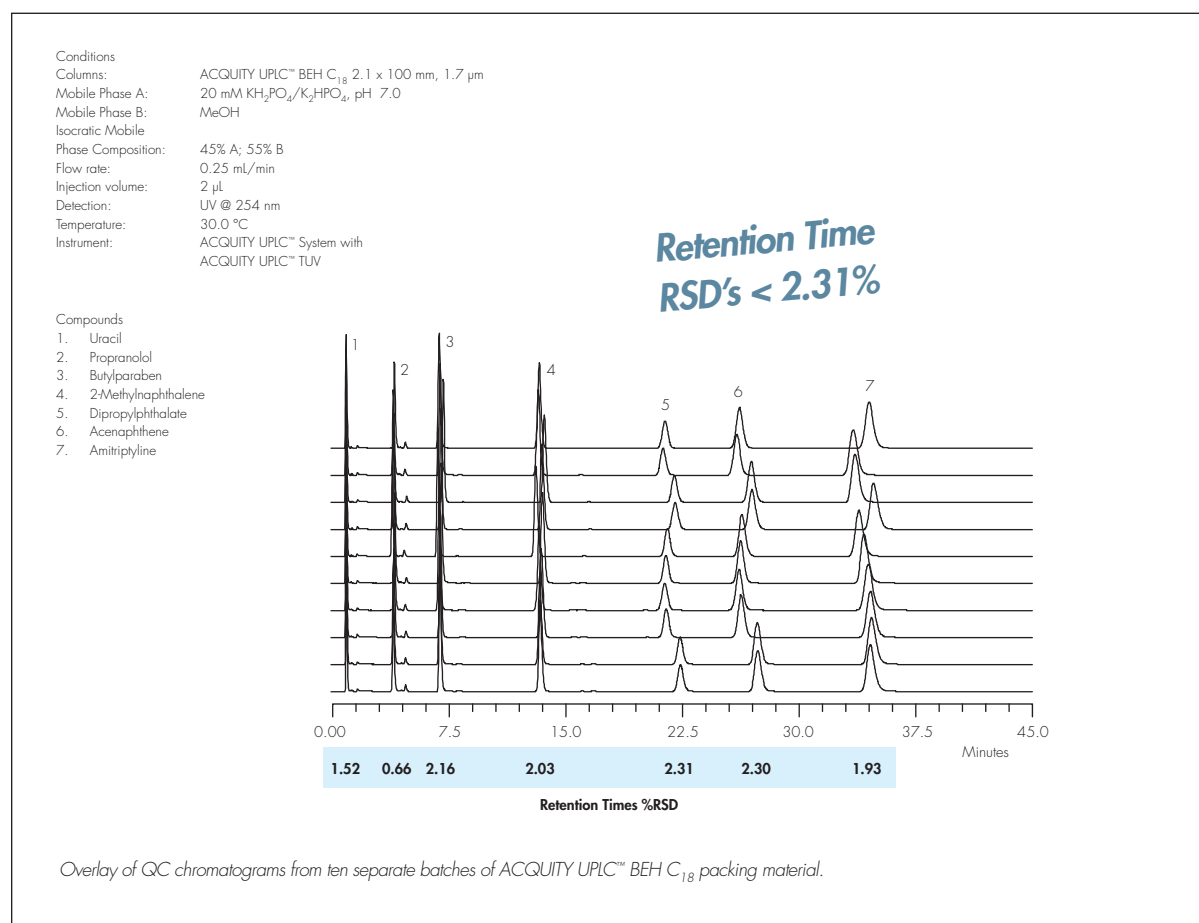 Conditions
Columns: ACQUITY UPLC™ BEH C₁₈ 2.1 x 100 mm, 1.7 µm
Mobile Phase A: 20 mM KH₂PO₄/K₂HPO₄, pH 7.0
Mobile Phase B: MeOH
Isocratic Mobile
Phase Composition: 45% A; 55% B
Flow rate: 0.25 mL/min
Injection volume: 2 µL
Detection: UV @ 254 nm
Temperature: 30.0 °C
Instrument: ACQUITY UPLC™ System with
ACQUITY UPLC™ TUV
Retention Time
RSD's < 2.31%
Compounds
1. Uracil
2. Propranolol
3. Butylparaben
4. 2-Methylnaphthalene
5. Dipropylphthalate
6. Acenaphthene
7. Amitriptyline
1 2 3 4 5 6 7
0.00 7.5 15.0 22.5 30.0 37.5 45.0
Minutes
1.52 0.66 2.16 2.03 2.31 2.30 1.93
Retention Times %RSD
Overlay of QC chromatograms from ten separate batches of ACQUITY UPLC™ BEH C₁₈ packing material.